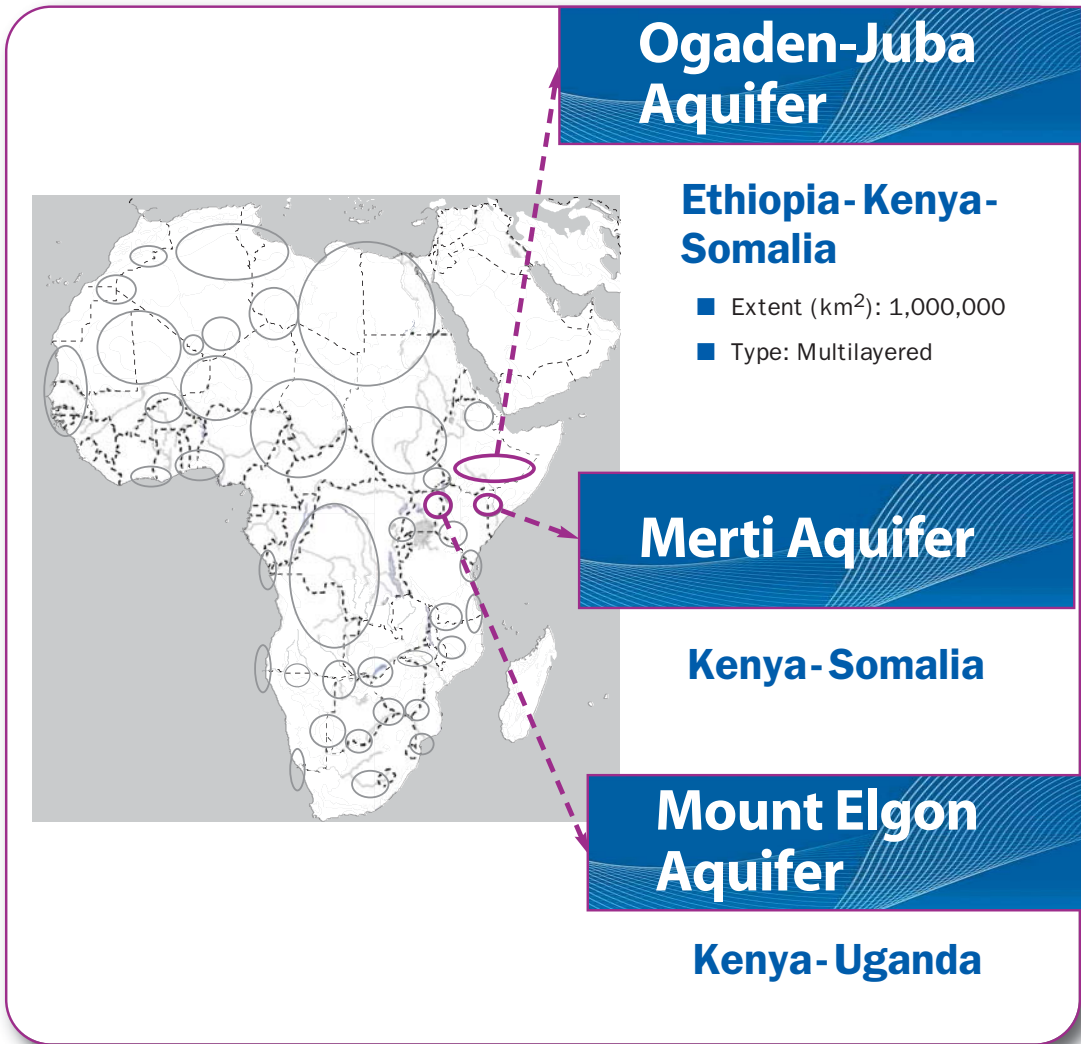 Ogaden-Juba
Aquifer
Ethiopia-Kenya-
Somalia
■ Extent (km²): 1,000,000
■ Type: Multilayered
Merti Aquifer
Kenya-Somalia
Mount Elgon
Aquifer
Kenya-Uganda